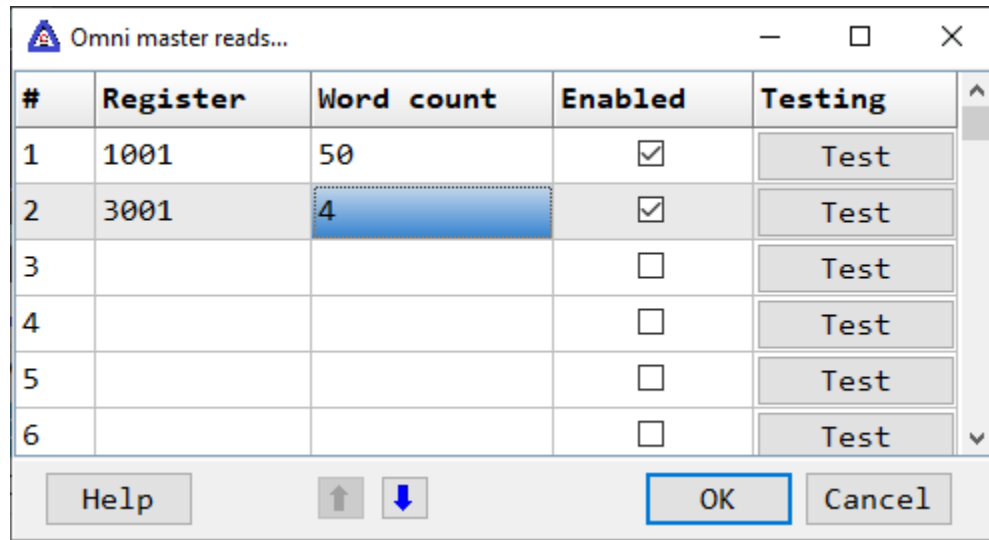 Omni master reads...
# Register Word count Enabled Testing
1 1001 50 Test
2 3001 4 Test
3 Test
4 Test
5 Test
6 Test
Help OK Cancel